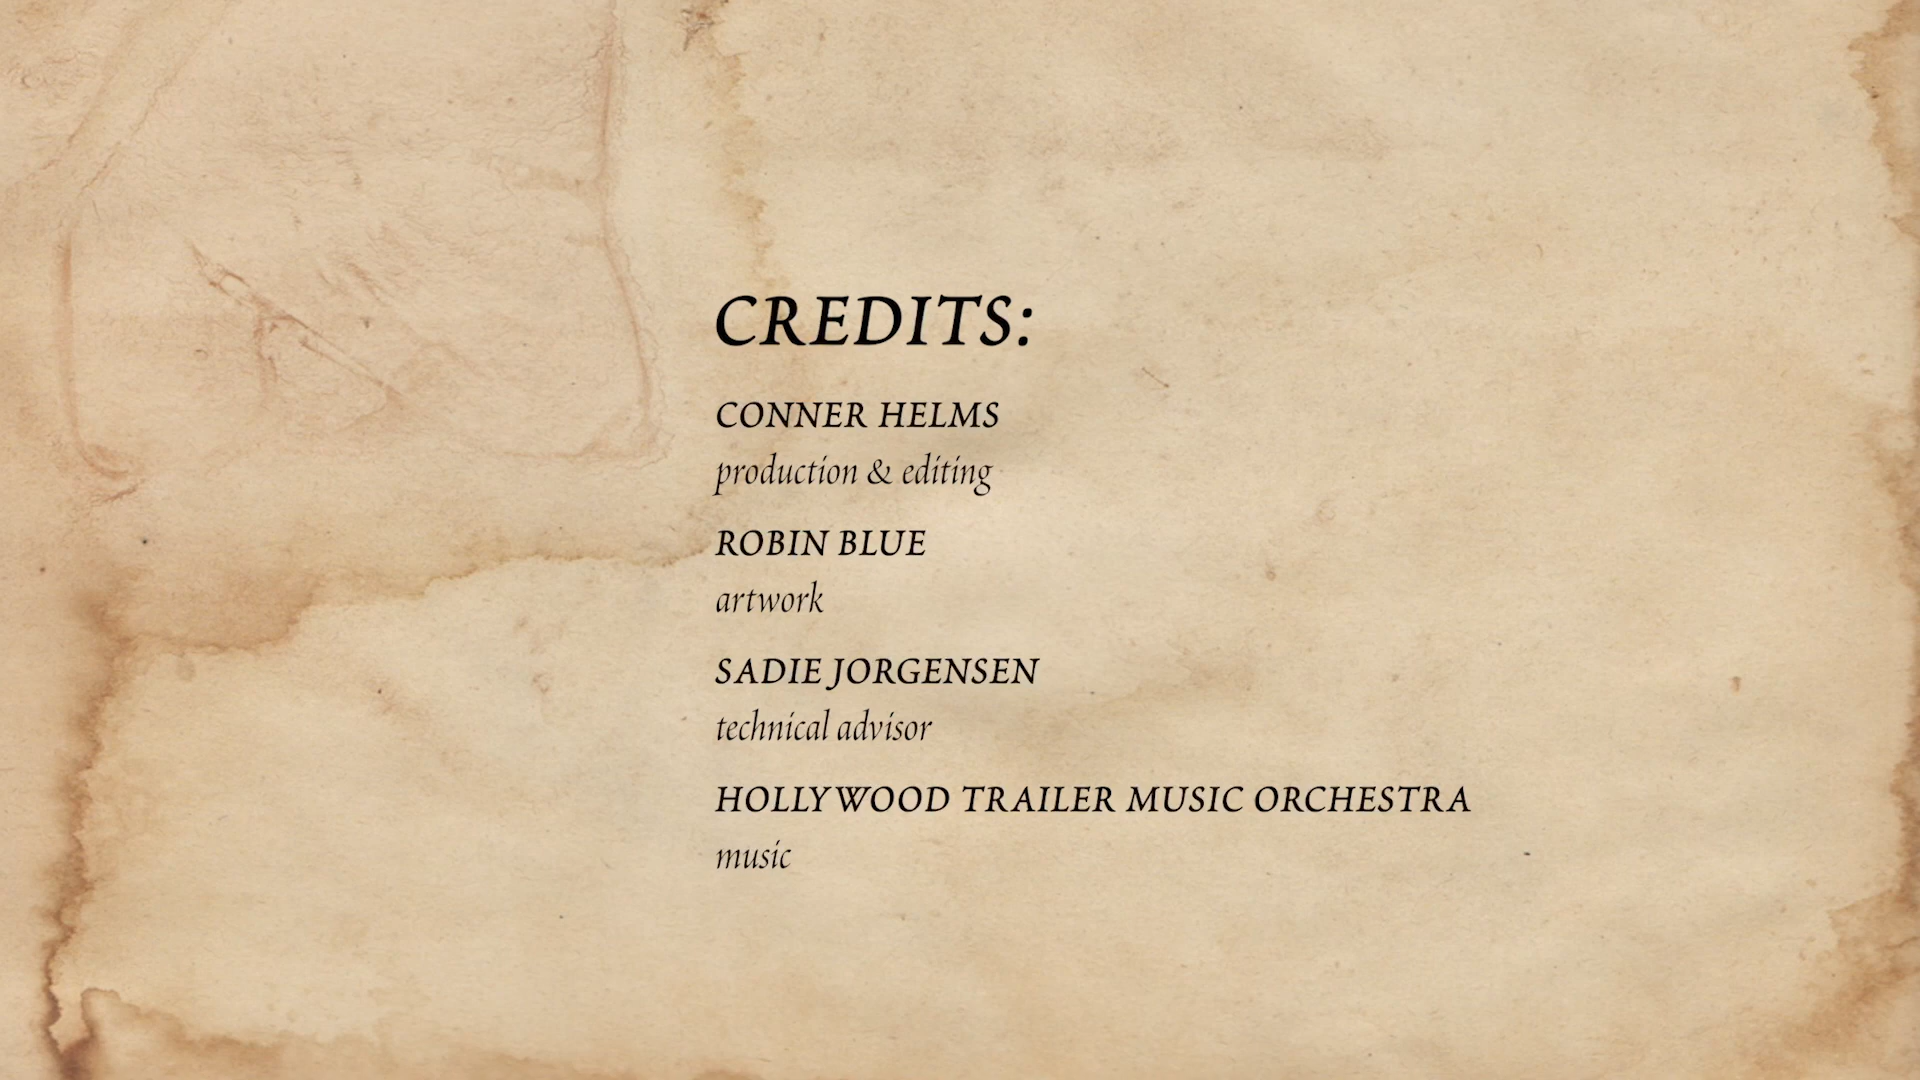 CREDITS:
CONNER HELMS
production & editing
ROBIN BLUE
artwork
SADIE JORGENSEN
technical advisor
HOLLYWOOD TRAILER MUSIC ORCHESTRA
music